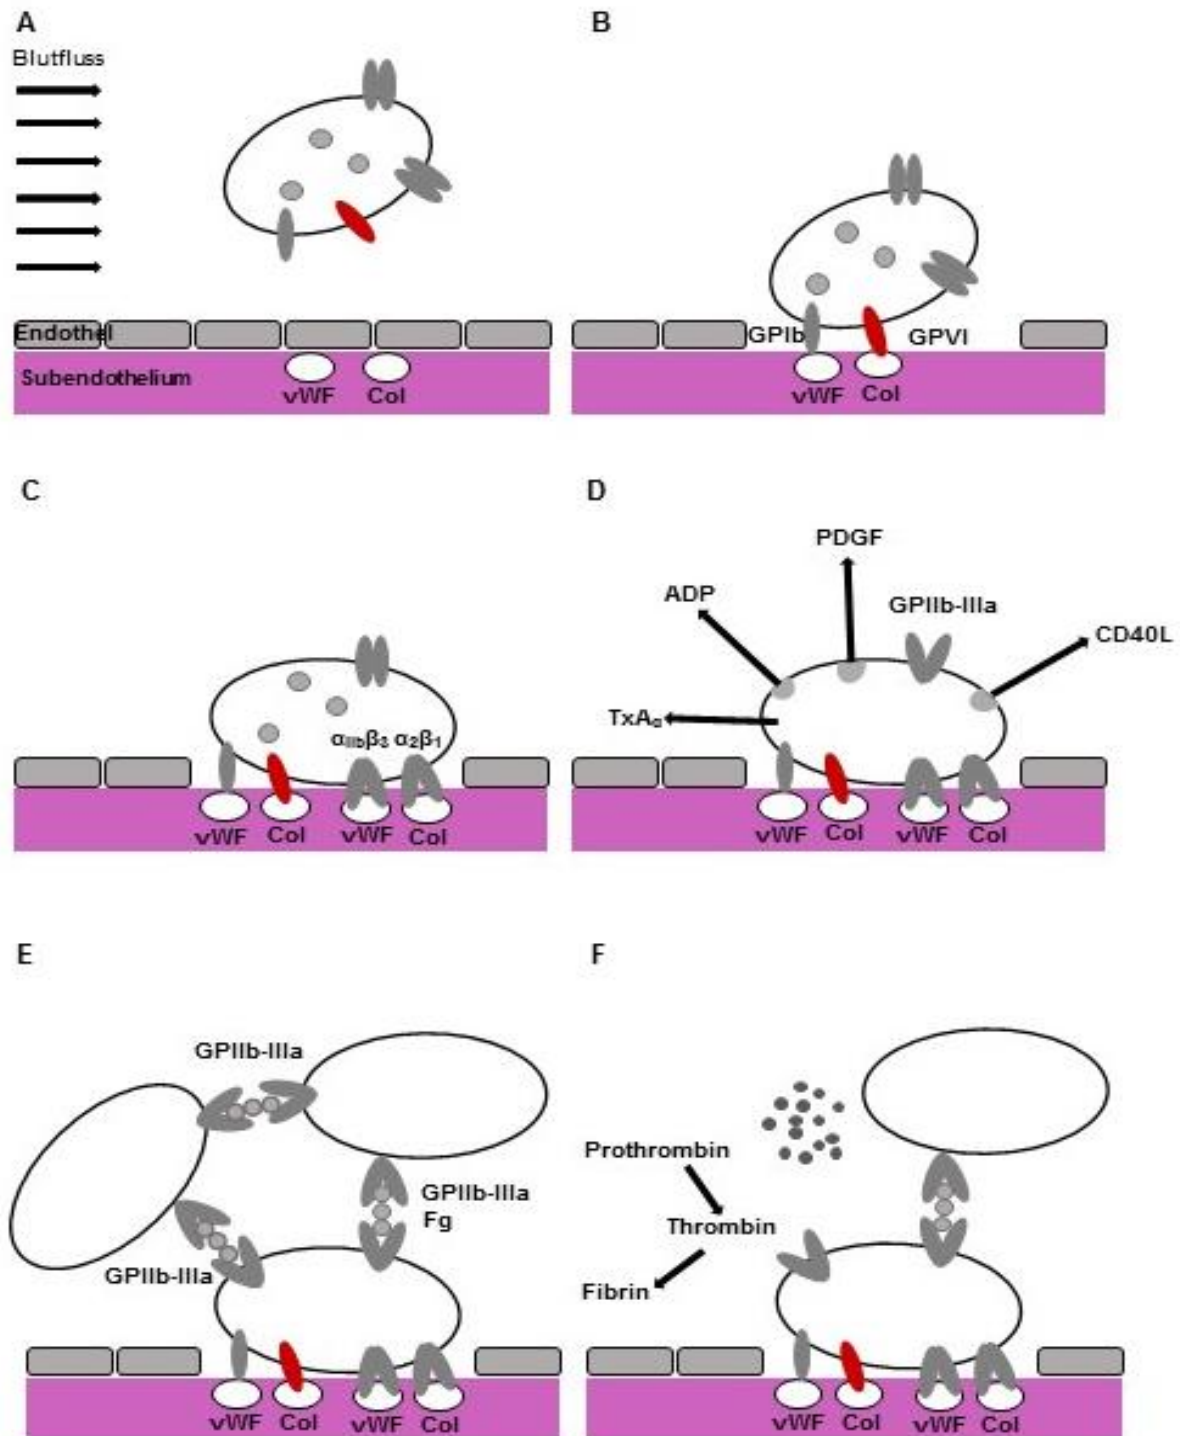 A
Blutfluss
Endothel
Subendothelium
vWF Col
B
GPIb GPVI
vWF Col
C
αIIbβ3 α2β1
vWF Col vWF Col
D
PDGF
ADP
GPIIb-IIIa
CD40L
TxA₂
vWF Col vWF Col
E
GPIIb-IIIa
GPIIb-IIIa
Fg
GPIIb-IIIa
vWF Col vWF Col
F
Prothrombin
Thrombin
Fibrin
vWF Col vWF Col